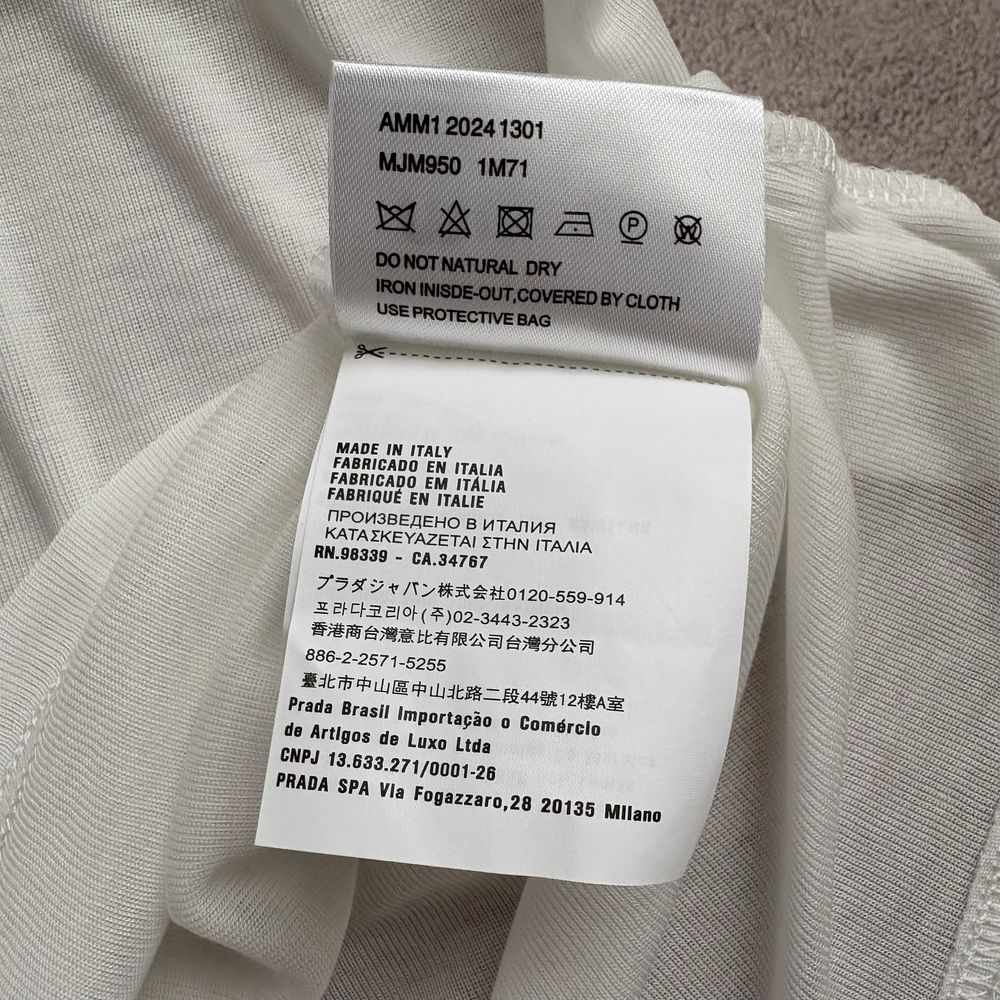 AMM120241301
MJM950 1M71
P
W
DO NOT NATURAL DRY
IRON INISDE-OUT,COVERED BY CLOTH
USE PROTECTIVE BAG
MADE IN ITALY
FABRICADO EN ITALIA
FABRICADO EM ITÁLIA
FABRIQUÉ EN ITALIE
ПРОИЗВЕДЕНО В ИТАЛИЯ
ΚΑΤΑΣΚΕΥΑΖΕΤΑΙ ΣΤΗΝ ΙΤΑΛΙΑ
RN.98339 - CA.34767
プラダジャパン株式会社0120-559-914
프라다코리아(주)02-3443-2323
香港商台灣意比有限公司台灣分公司
886-2-2571-5255
臺北市中山區中山北路二段44號12樓A室
Prada Brasil Importação o Comércio
de Artigos de Luxo Ltda
CNPJ 13.633.271/0001-26
PRADA SPA Via Fogazzaro,28 20135 Milano